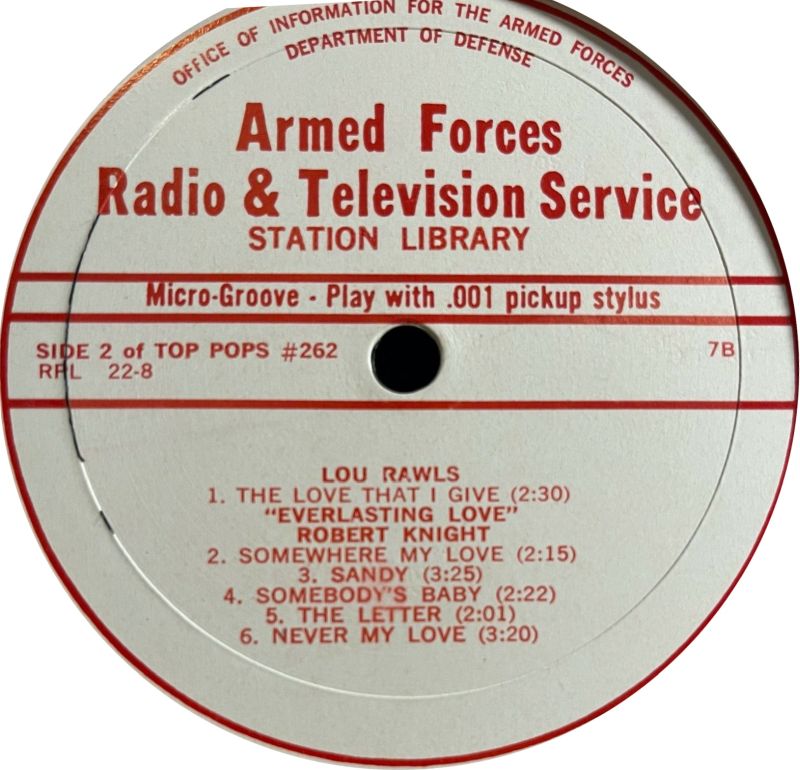 OFFICE OF INFORMATION FOR THE ARMED FORCES
DEPARTMENT OF DEFENSE
Armed Forces
Radio & Television Service
STATION LIBRARY
Micro-Groove - Play with .001 pickup stylus
SIDE 2 of TOP POPS #262
7B
RPL 22-8
LOU RAWLS
1. THE LOVE THAT I GIVE (2:30)
"EVERLASTING LOVE"
ROBERT KNIGHT
2. SOMEWHERE MY LOVE (2:15)
3. SANDY (3:25)
4. SOMEBODY'S BABY (2:22)
5. THE LETTER (2:01)
6. NEVER MY LOVE (3:20)